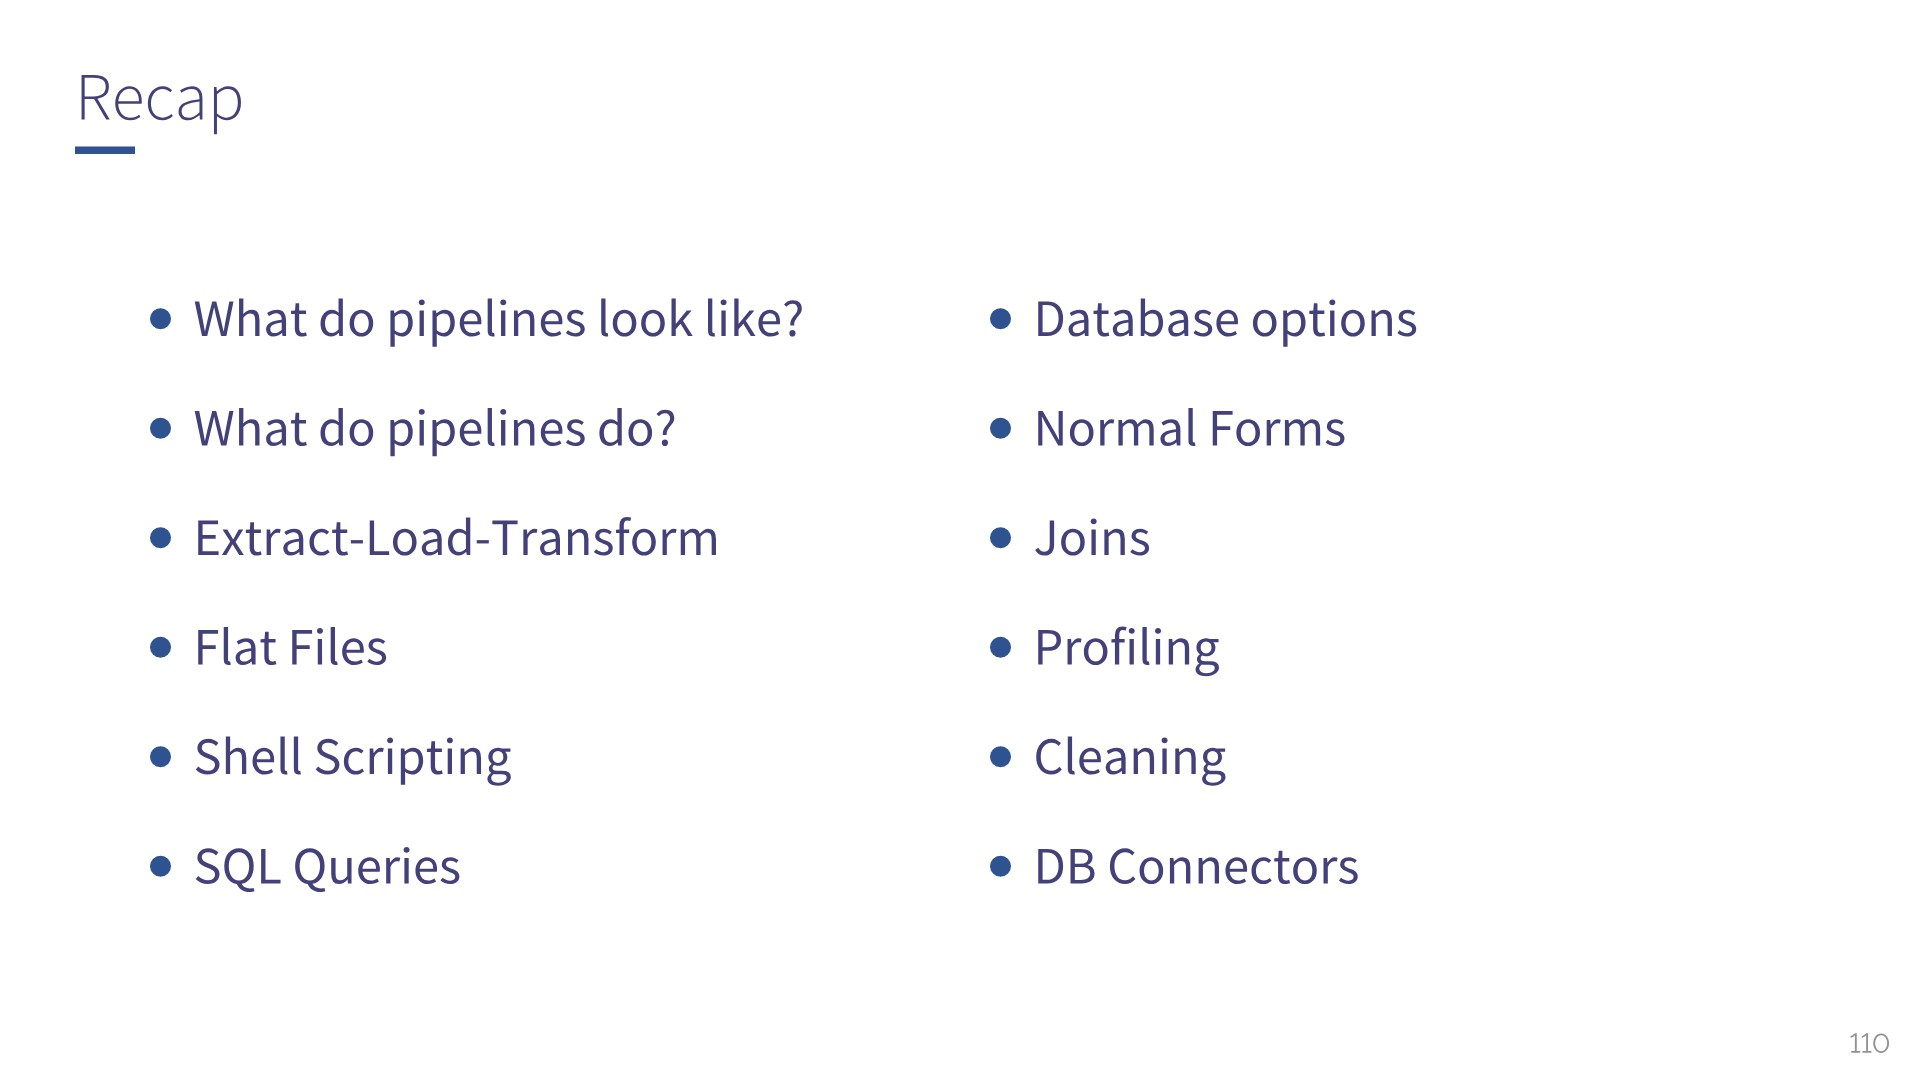 Recap
● What do pipelines look like?
● What do pipelines do?
● Extract-Load-Transform
● Flat Files
● Shell Scripting
● SQL Queries
● Database options
● Normal Forms
● Joins
● Profiling
● Cleaning
● DB Connectors
110